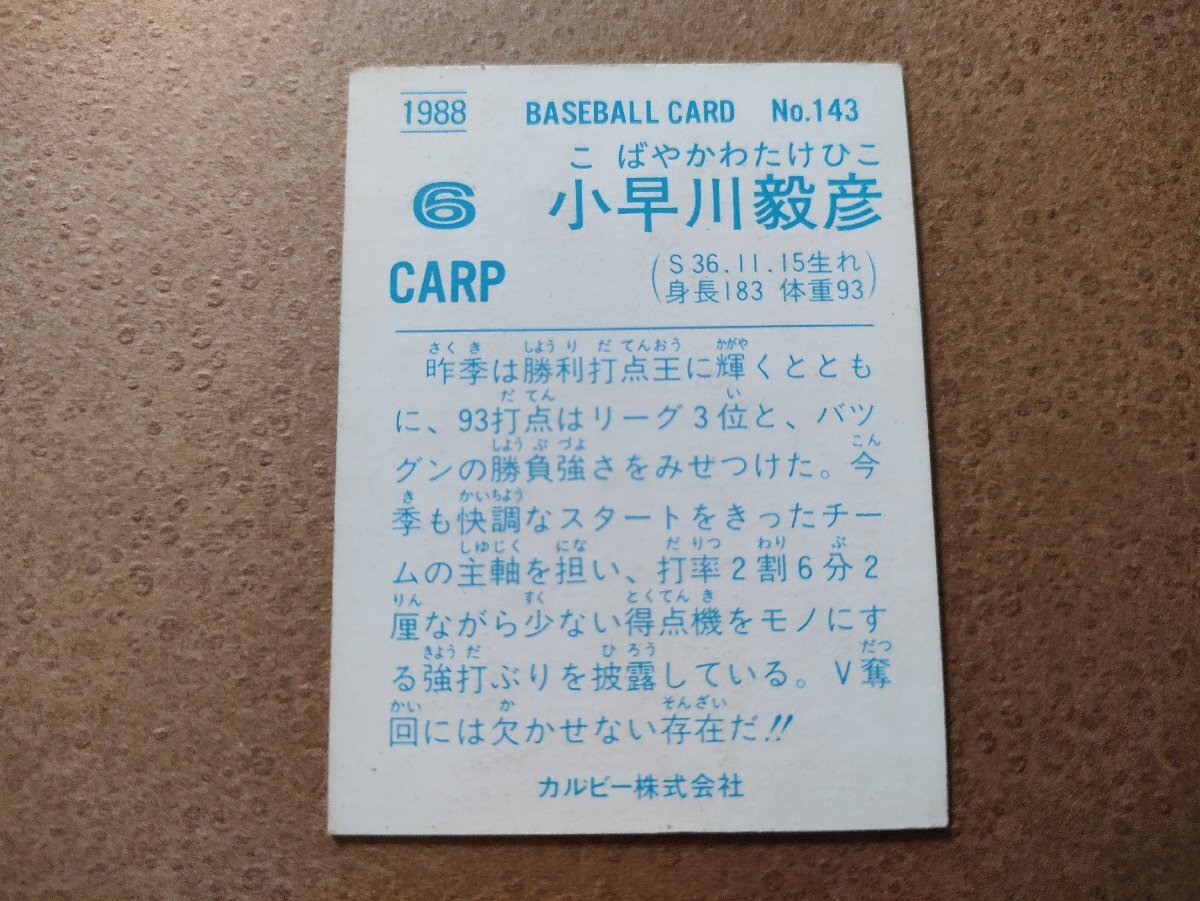 1988 BASEBALL CARD No.143
こばやかわたけひこ
6 小早川毅彦
S36.11.15生れ
CARP (身長183 体重93)
さくき しようりだてんおう かがや
昨季は勝利打点王に輝くととも
だてん い
に、93打点はリーグ3位と、バツ
しようぶづよ こん
グンの勝負強さをみせつけた。今
き かいちよう
季も快調なスタートをきったチー
しゆじく にな だりつ わり ぶ
ムの主軸を担い、打率2割6分2
りん すく とくてんき
厘ながら少ない得点機をモノにす
きようだ ひろう だつ
る強打ぶりを披露している。V奪
かい か そんざい
回には欠かせない存在だ!!
カルビー株式会社